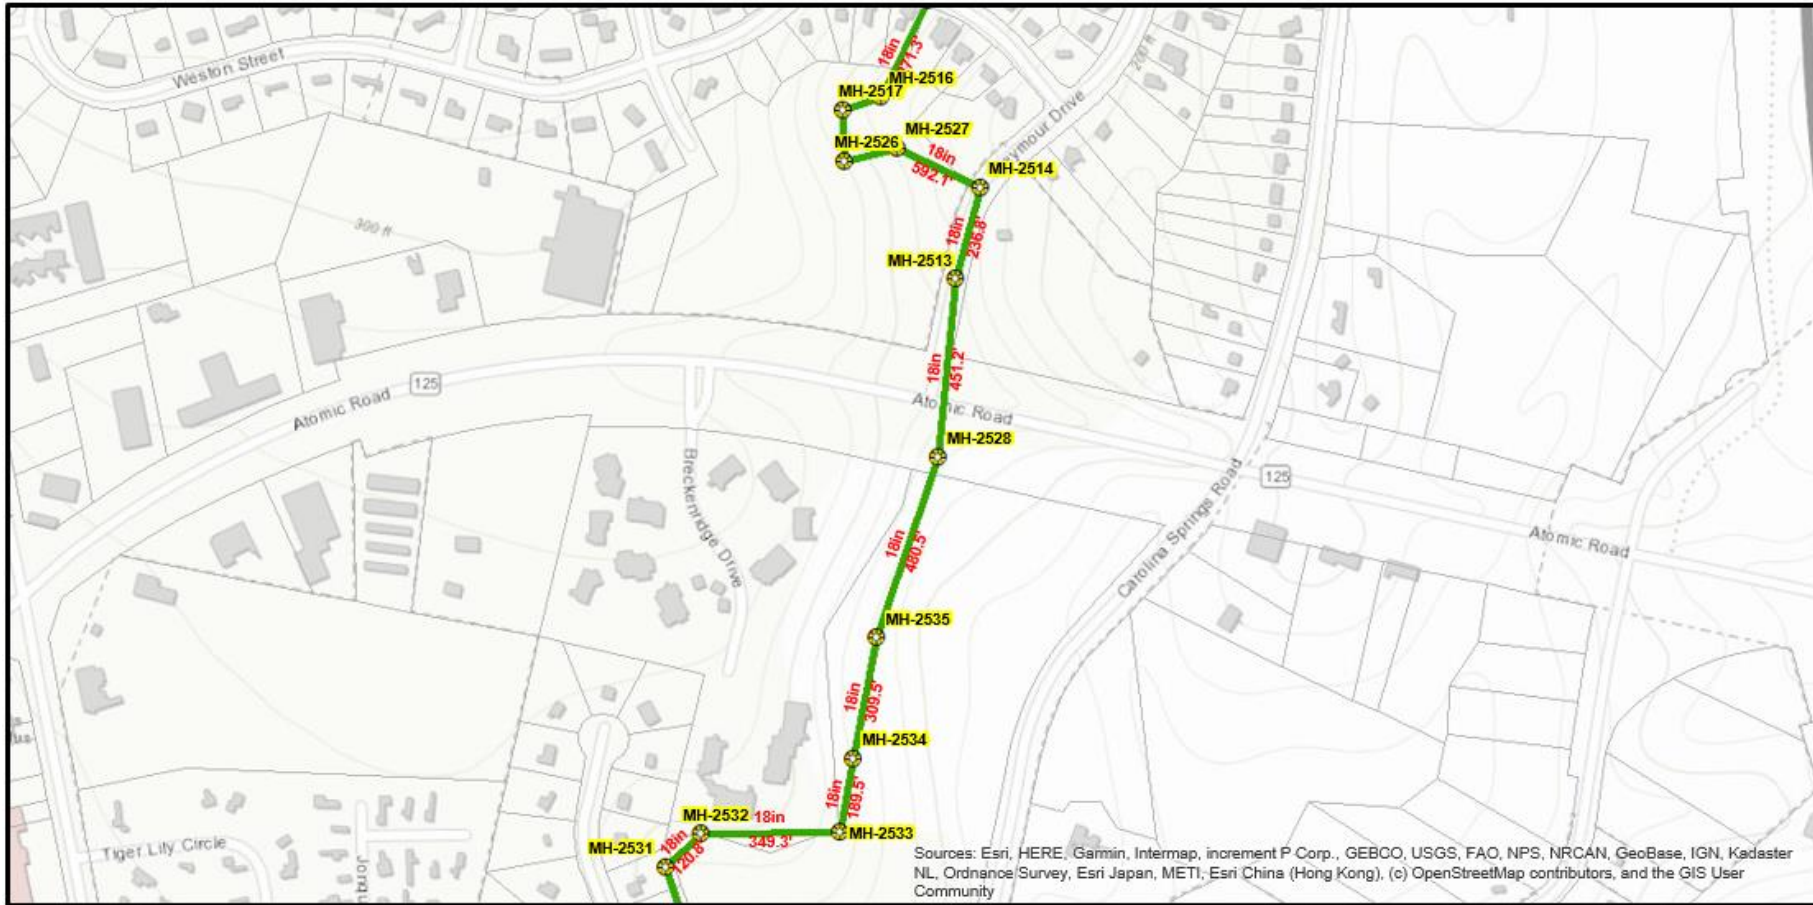 Weston Street
18in
MH-2516
MH-2517
MH-2527
MH-2526
18in
592.1'
MH-2514
200 ft
300 ft
18in
236.8'
MH-2513
18in
451.2'
125
Atomic Road
Atomic Road
MH-2528
Breckenridge Drive
Carolina Springs Road
125
Atomic Road
18in
480.5'
MH-2535
18in
309.5'
MH-2534
18in
189.5'
MH-2532
18in
349.3'
MH-2533
MH-2531
18in
120.8'
Tiger Lily Circle
Sources: Esri, HERE, Garmin, Intermap, increment P Corp., GEBCO, USGS, FAO, NPS, NRCAN, GeoBase, IGN, Kadaster
NL, Ordnance Survey, Esri Japan, METI, Esri China (Hong Kong), (c) OpenStreetMap contributors, and the GIS User
Community